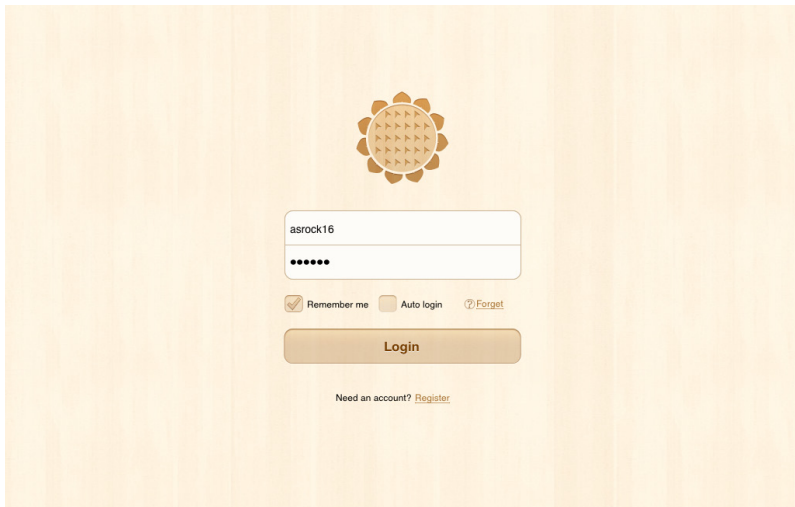 asrock16
••••••
Remember me Auto login ? Forget
Login
Need an account? Register